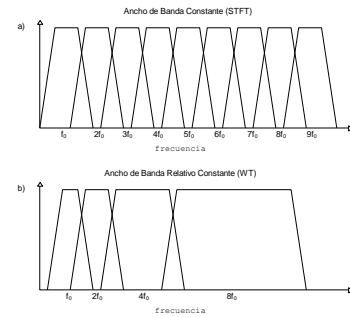 Ancho de Banda Constante (STFT)
a)
f₀ 2f₀ 3f₀ 4f₀ 5f₀ 6f₀ 7f₀ 8f₀ 9f₀
frecuencia
Ancho de Banda Relativo Constante (WT)
b)
f₀ 2f₀ 4f₀ 8f₀
frecuencia